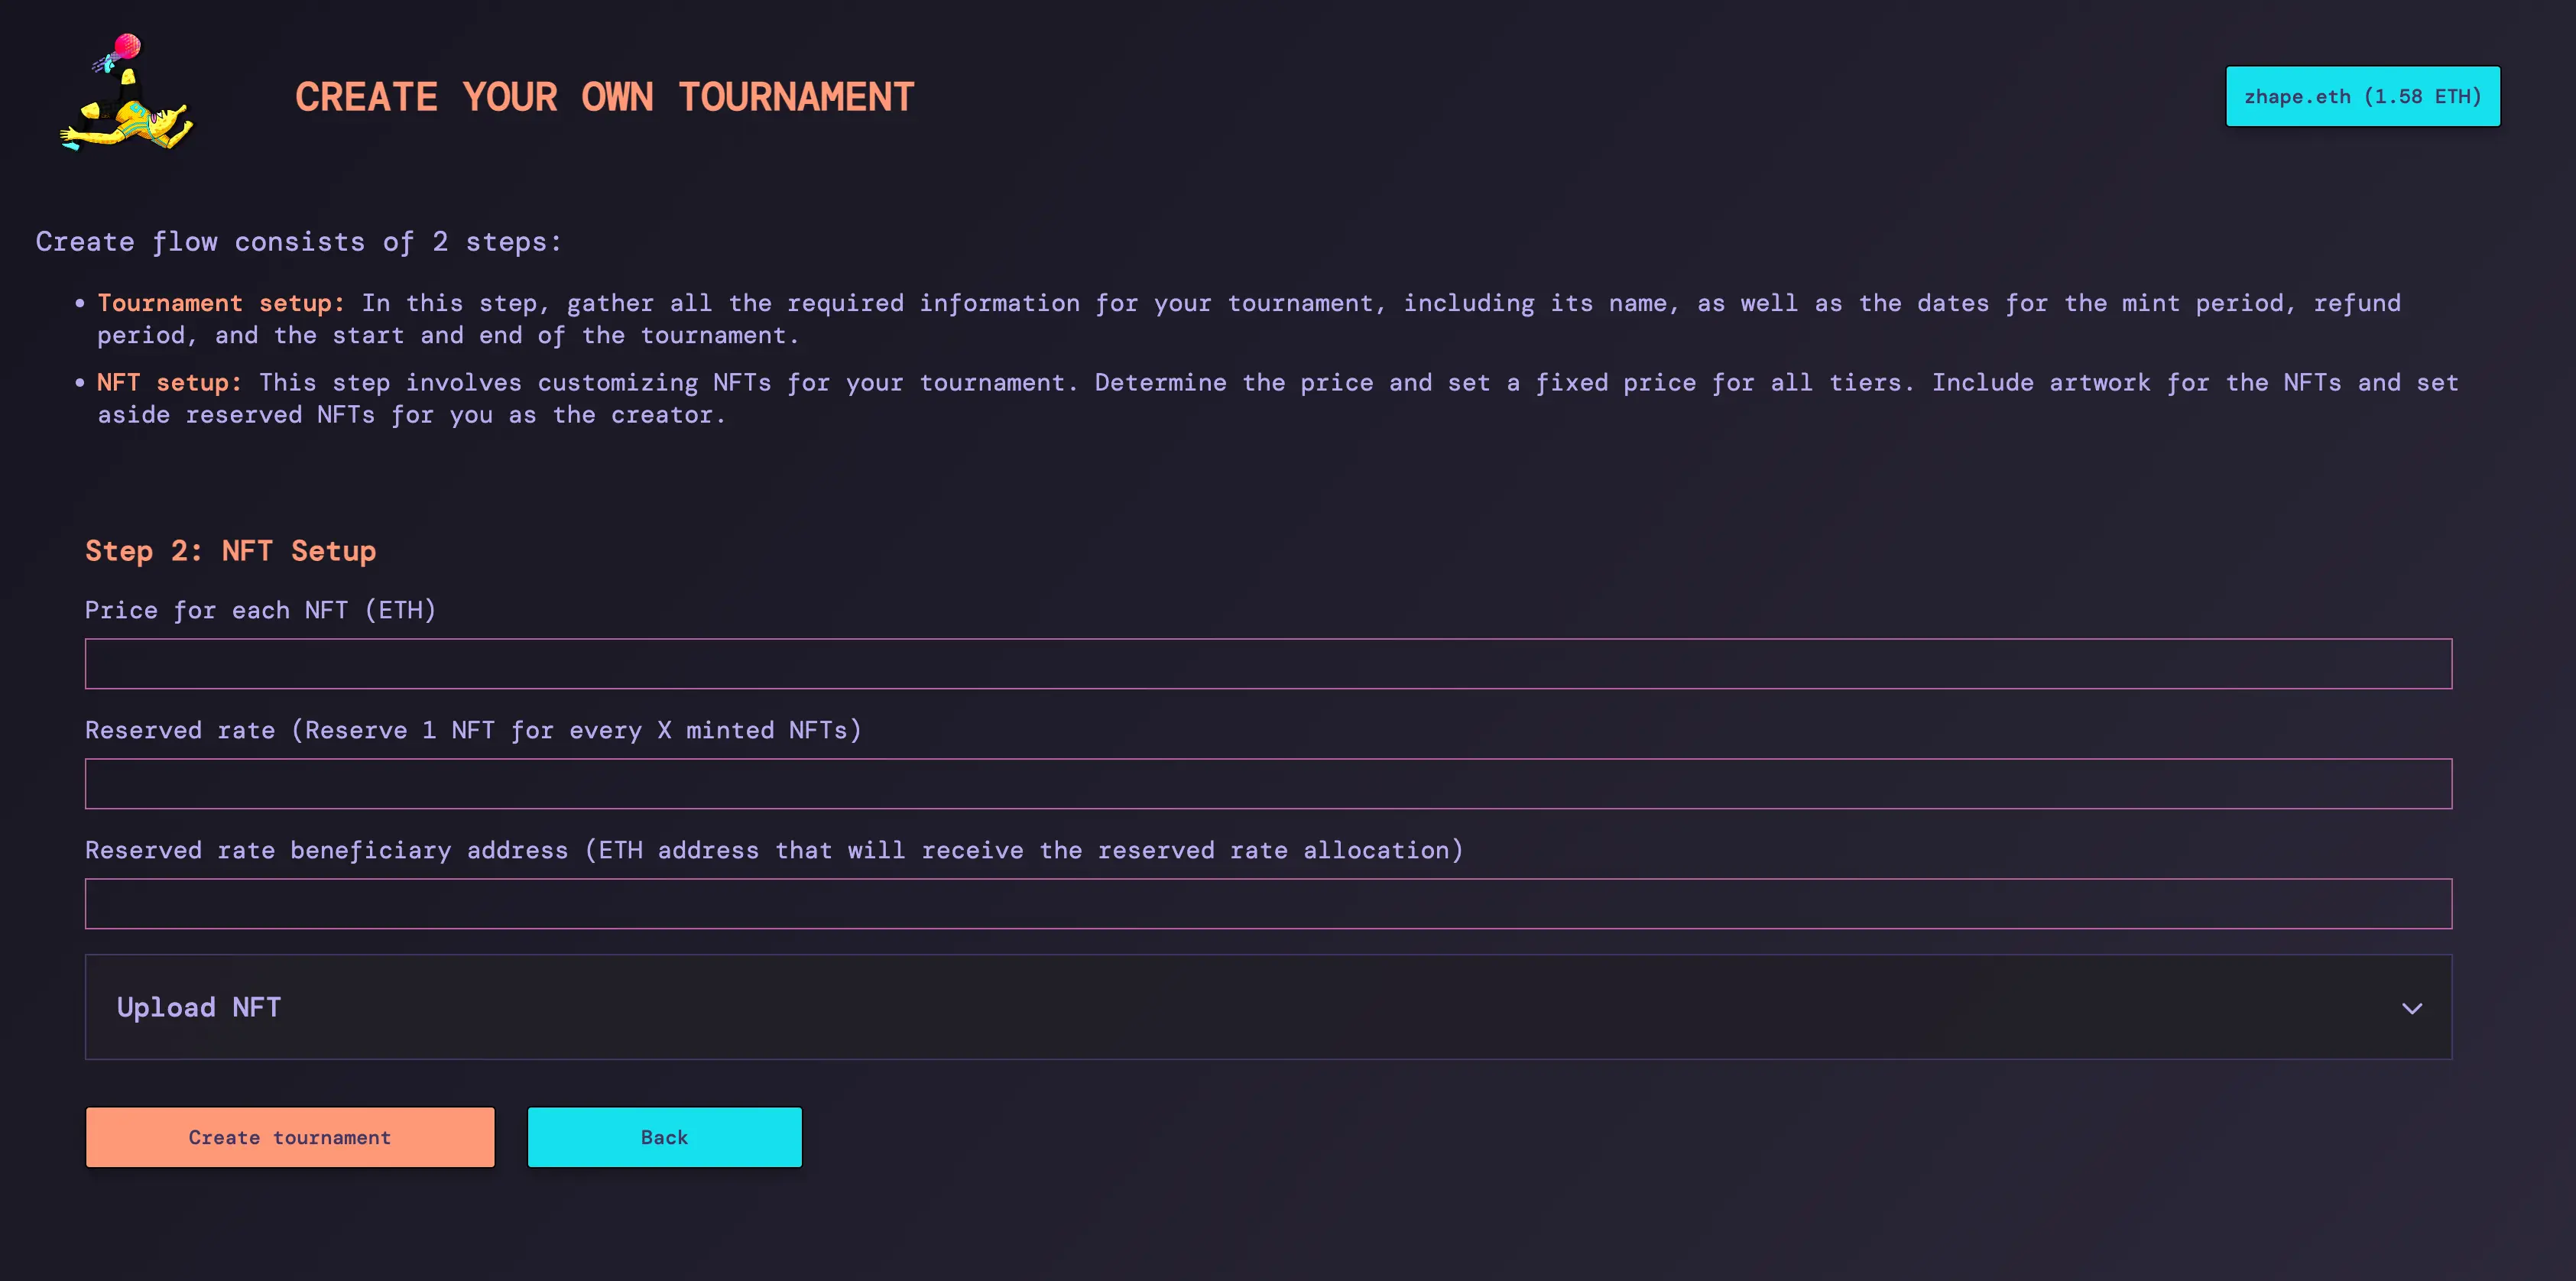 CREATE YOUR OWN TOURNAMENT
zhape.eth (1.58 ETH)
Create flow consists of 2 steps:
• Tournament setup: In this step, gather all the required information for your tournament, including its name, as well as the dates for the mint period, refund
period, and the start and end of the tournament.
• NFT setup: This step involves customizing NFTs for your tournament. Determine the price and set a fixed price for all tiers. Include artwork for the NFTs and set
aside reserved NFTs for you as the creator.
Step 2: NFT Setup
Price for each NFT (ETH)
Reserved rate (Reserve 1 NFT for every X minted NFTs)
Reserved rate beneficiary address (ETH address that will receive the reserved rate allocation)
Upload NFT
Create tournament
Back